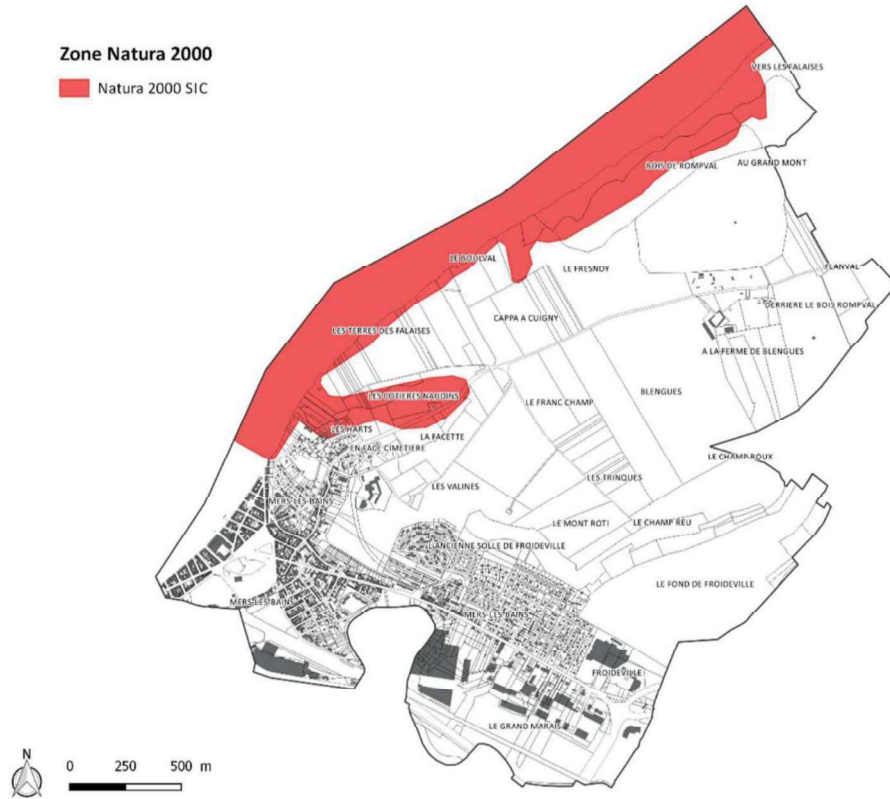 Zone Natura 2000
Natura 2000 SIC
VERS LES FALAISES
AU GRAND MONT
BOIS DE ROMPVAL
LE BOULVAL
LE FRESNOY
FLANVAL
DERRIERE LE BOIS ROMPVAL
CAPPA A CUIGNY
LES TERRES DES FALAISES
A LA FERME DE BLENGUES
BLENGUES
LES COTIERES NAUDINS
LE FRANC CHAMP
LES HARTS
LA FACETTE
EN FACE CIMETIERE
LE CHAMP ROUX
LES TRINQUES
LES VALINES
MERS LES BAINS
LE MONT ROTI
LE CHAMP REU
L'ANCIENNE SOLLE DE FROIDEVILLE
LE FOND DE FROIDEVILLE
MERS-LES-BAINS
MERS-LES-BAINS
FROIDEVILLE
LE GRAND MARAIS
N
0 250 500 m